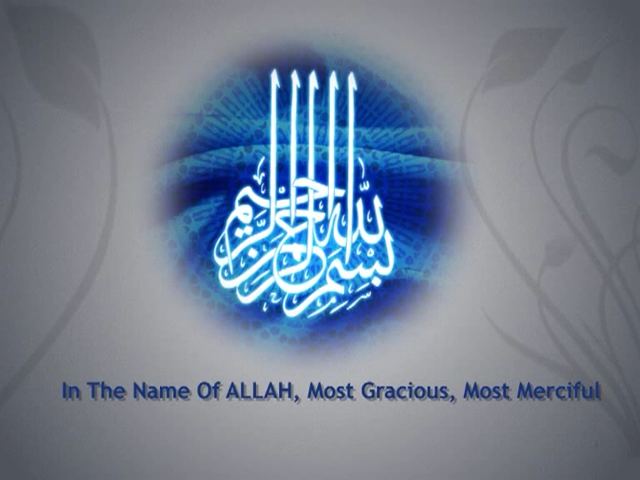 بسم الله الرحمن الرحيم
In The Name Of ALLAH, Most Gracious, Most Merciful